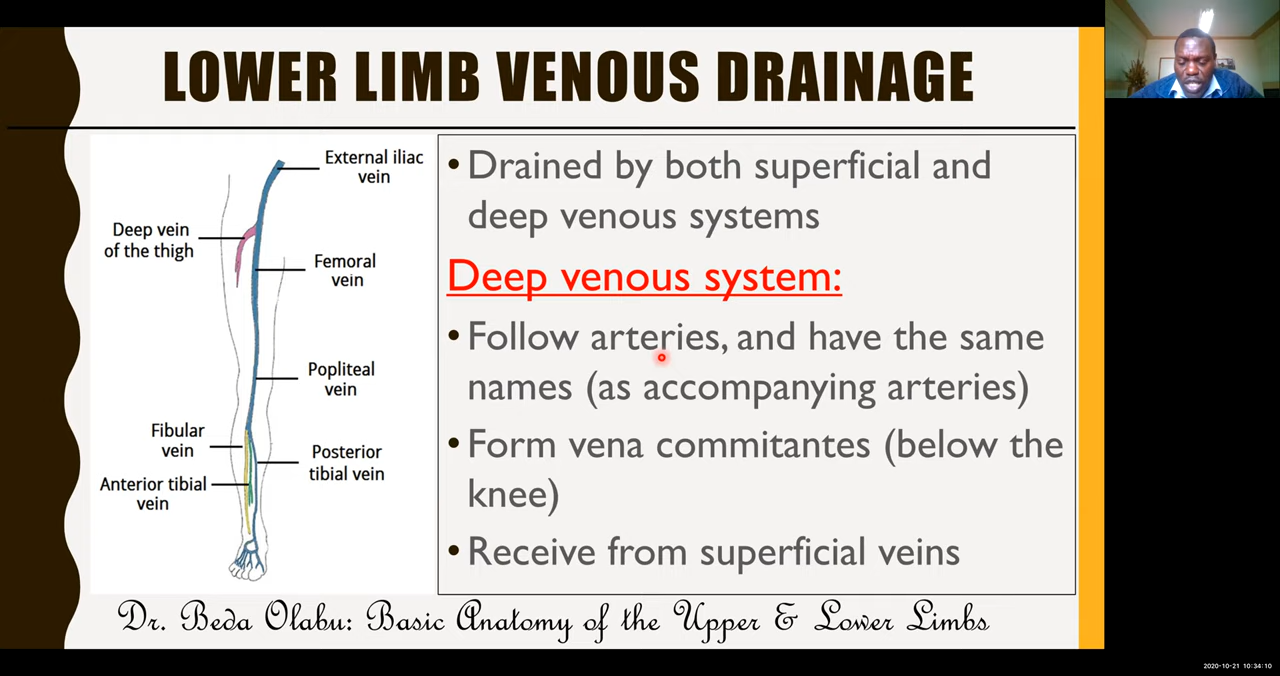 LOWER LIMB VENOUS DRAINAGE
External iliac
vein
Deep vein
of the thigh
Femoral
vein
Popliteal
vein
Fibular
vein
Posterior
tibial vein
Anterior tibial
vein
•Drained by both superficial and
deep venous systems
Deep venous system:
•Follow arteries, and have the same
names (as accompanying arteries)
•Form vena commitantes (below the
knee)
•Receive from superficial veins
Dr. Beda Olabu: Basic Anatomy of the Upper & Lower Limbs
2020-10-21 10:34:10